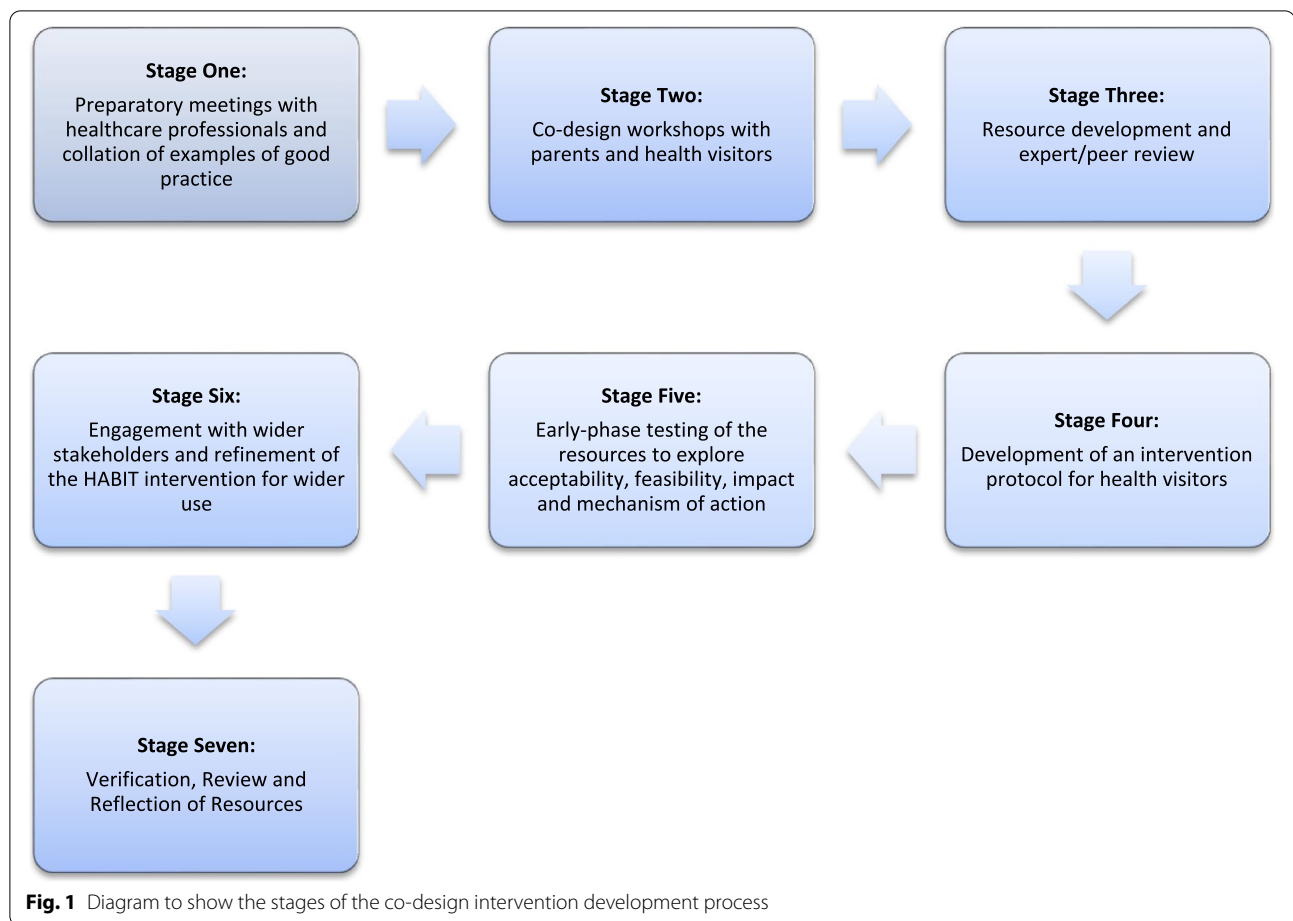 Stage One:
Preparatory meetings with
healthcare professionals and
collation of examples of good
practice
Stage Two:
Co-design workshops with
parents and health visitors
Stage Three:
Resource development and
expert/peer review
Stage Four:
Development of an intervention
protocol for health visitors
Stage Five:
Early-phase testing of the
resources to explore
acceptability, feasibility, impact
and mechanism of action
Stage Six:
Engagement with wider
stakeholders and refinement of
the HABIT intervention for wider
use
Stage Seven:
Verification, Review and
Reflection of Resources
Fig. 1 Diagram to show the stages of the co-design intervention development process